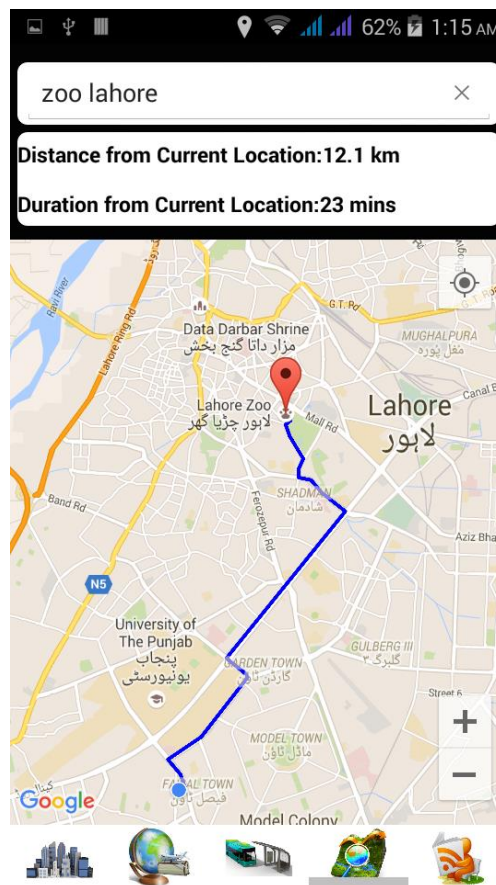 62% 1:15 AM
zoo lahore
Distance from Current Location:12.1 km
Duration from Current Location:23 mins
Ravi River
Lahore Ring Rd
G.T. Rd
Data Darbar Shrine
مزار داتا گنج بخش
MUGHALPURA
مغل پورہ
Canal B
Lahore Zoo
لاہور چڑیا گھر
Mall Rd
Lahore
لاہور
Band Rd
Ferozepur Rd
SHADMAN
شادمان
Aziz Bha
N5
University of
The Punjab
پنجاب
یونیورسٹی
GARDEN TOWN
گارڈن ٹاؤن
GULBERG III
گلبرگ ۳
Street 6
MODEL TOWN
ماڈل ٹاؤن
FAISAL TOWN
فیصل ٹاؤن
Google
Model Colony